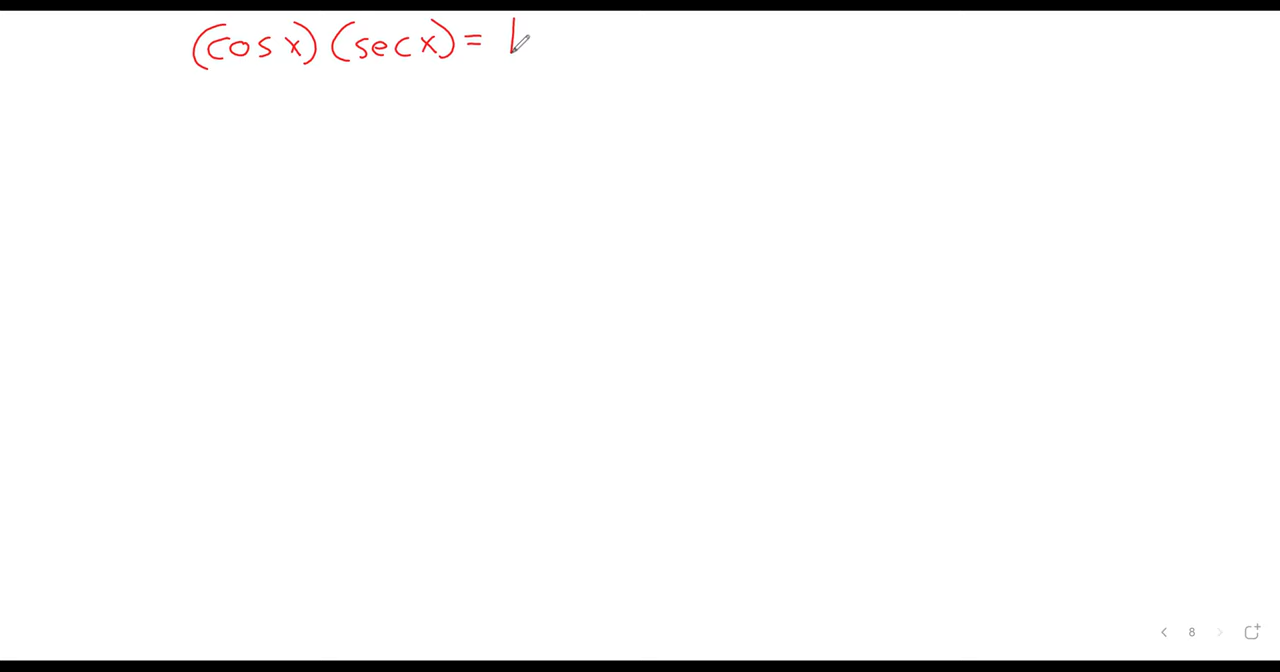 (cos x) (sec x) = 1
8